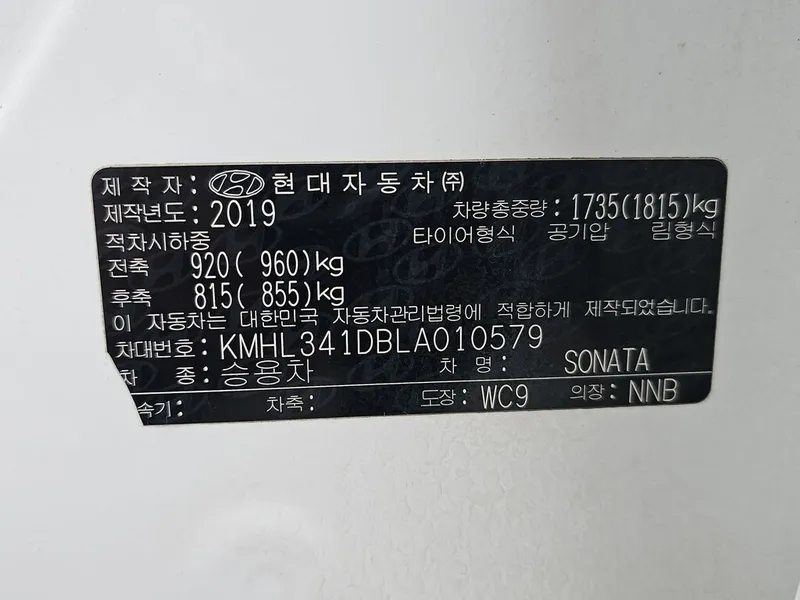 제 작 자: 현대자동차㈜
제작년도: 2019 차량총중량: 1735(1815)kg
적차시하중 타이어형식 공기압 림형식
전축 920( 960)kg
후축 815( 855)kg
이 자동차는 대한민국 자동차관리법령에 적합하게 제작되었습니다.
차대번호: KMHL341DBLA010579
차 종: 승용차 차 명: SONATA
속기: 차축: 도장: WC9 의장: NNB